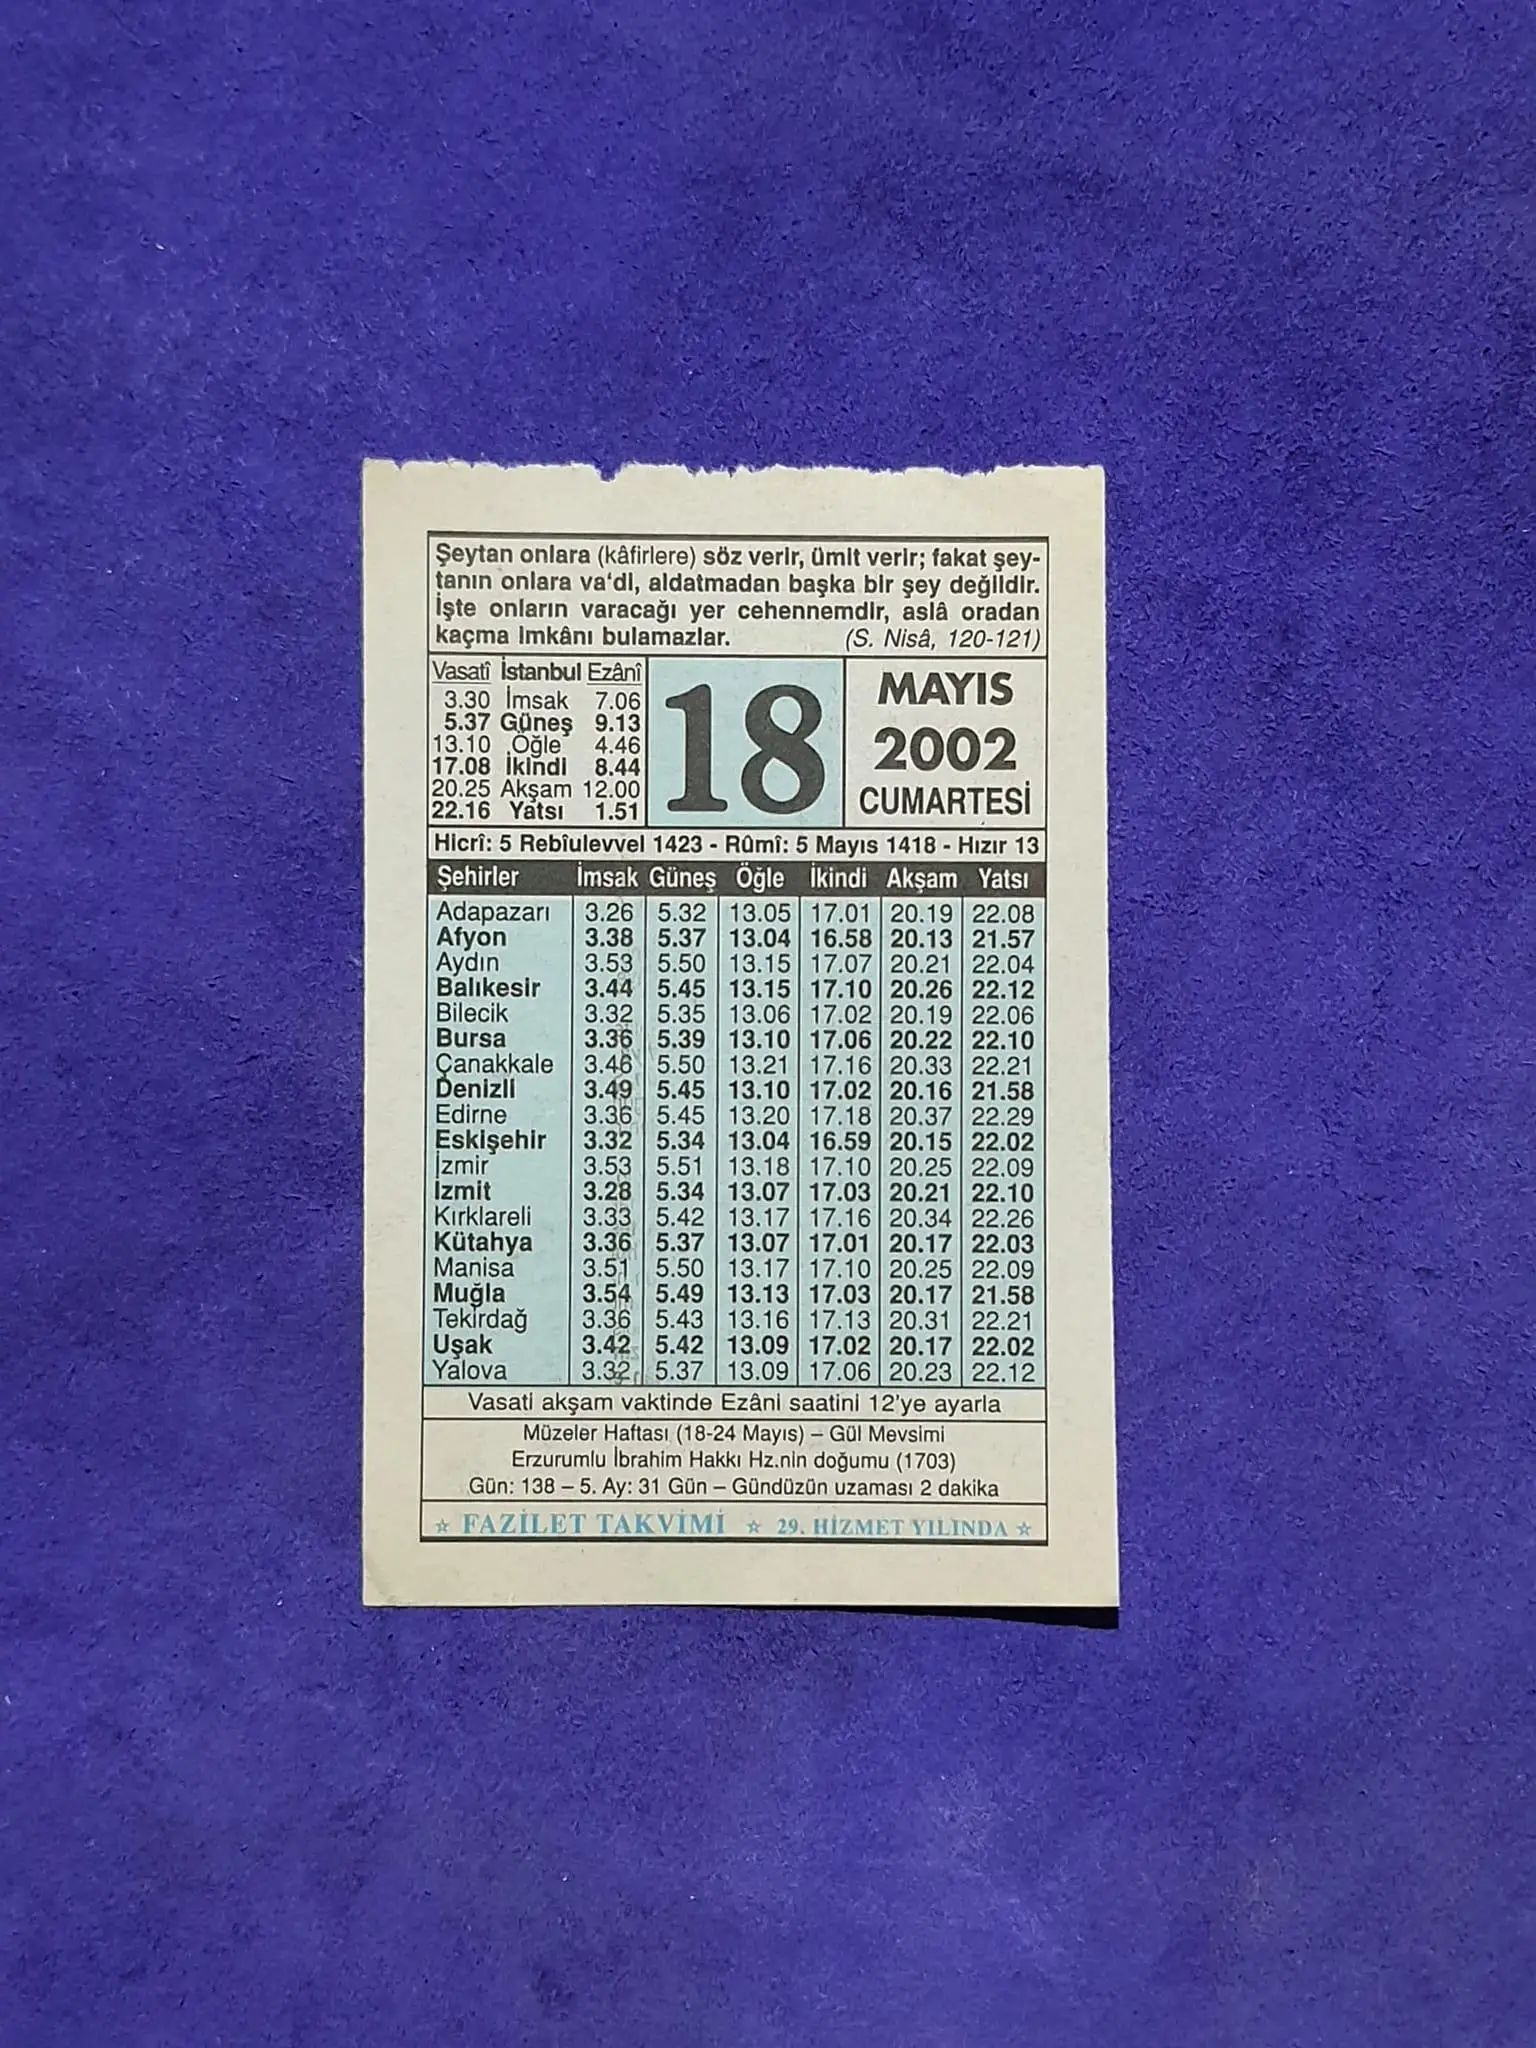 Şeytan onlara (kâfirlere) söz verir, ümit verir; fakat şey-
tanın onlara va'di, aldatmadan başka bir şey değildir.
İşte onların varacağı yer cehennemdir, aslâ oradan
kaçma imkânı bulamazlar. (S. Nisâ, 120-121)
Vasatî İstanbul Ezânî
3.30 İmsak 7.06
5.37 Güneş 9.13
13.10 Öğle 4.46
17.08 İkindi 8.44
20.25 Akşam 12.00
22.16 Yatsı 1.51
18
MAYIS
2002
CUMARTESİ
Hicrî: 5 Rebîulevvel 1423 - Rûmî: 5 Mayıs 1418 - Hızır 13
Şehirler İmsak Güneş Öğle İkindi Akşam Yatsı
Adapazarı 3.26 5.32 13.05 17.01 20.19 22.08
Afyon 3.38 5.37 13.04 16.58 20.13 21.57
Aydın 3.53 5.50 13.15 17.07 20.21 22.04
Balıkesir 3.44 5.45 13.15 17.10 20.26 22.12
Bilecik 3.32 5.35 13.06 17.02 20.19 22.06
Bursa 3.36 5.39 13.10 17.06 20.22 22.10
Çanakkale 3.46 5.50 13.21 17.16 20.33 22.21
Denizli 3.49 5.45 13.10 17.02 20.16 21.58
Edirne 3.36 5.45 13.20 17.18 20.37 22.29
Eskişehir 3.32 5.34 13.04 16.59 20.15 22.02
İzmir 3.53 5.51 13.18 17.10 20.25 22.09
İzmit 3.28 5.34 13.07 17.03 20.21 22.10
Kırklareli 3.33 5.42 13.17 17.16 20.34 22.26
Kütahya 3.36 5.37 13.07 17.01 20.17 22.03
Manisa 3.51 5.50 13.17 17.10 20.25 22.09
Muğla 3.54 5.49 13.13 17.03 20.17 21.58
Tekirdağ 3.36 5.43 13.16 17.13 20.31 22.21
Uşak 3.42 5.42 13.09 17.02 20.17 22.02
Yalova 3.32 5.37 13.09 17.06 20.23 22.12
Vasati akşam vaktinde Ezâni saatini 12'ye ayarla
Müzeler Haftası (18-24 Mayıs) – Gül Mevsimi
Erzurumlu İbrahim Hakkı Hz.nin doğumu (1703)
Gün: 138 – 5. Ay: 31 Gün – Gündüzün uzaması 2 dakika
☆ FAZİLET TAKVİMİ ☆ 29. HİZMET YILINDA ☆